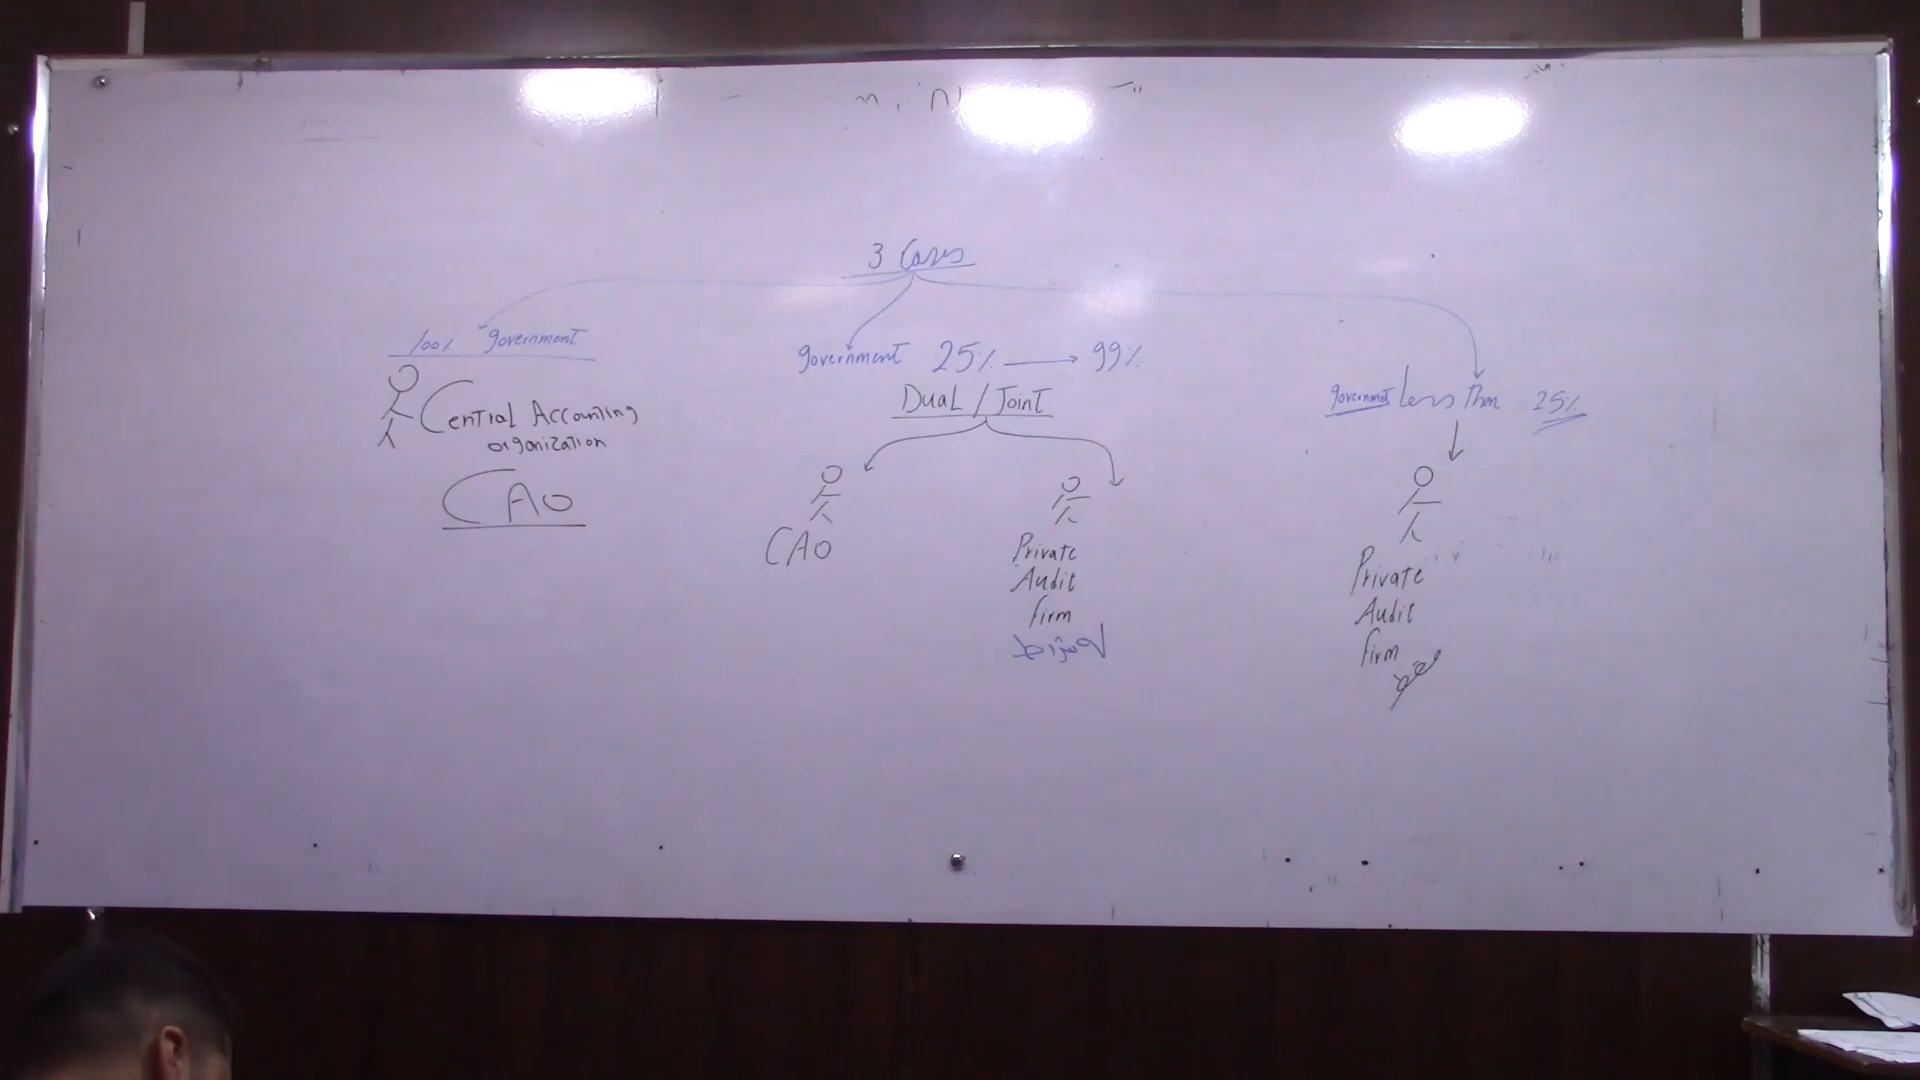 3 Cases
100% government
Central Accounting
organization
CAO
government 25% → 99%
Dual / Joint
CAO
Private
Audit
firm
government less than 25%
Private
Audit
firm